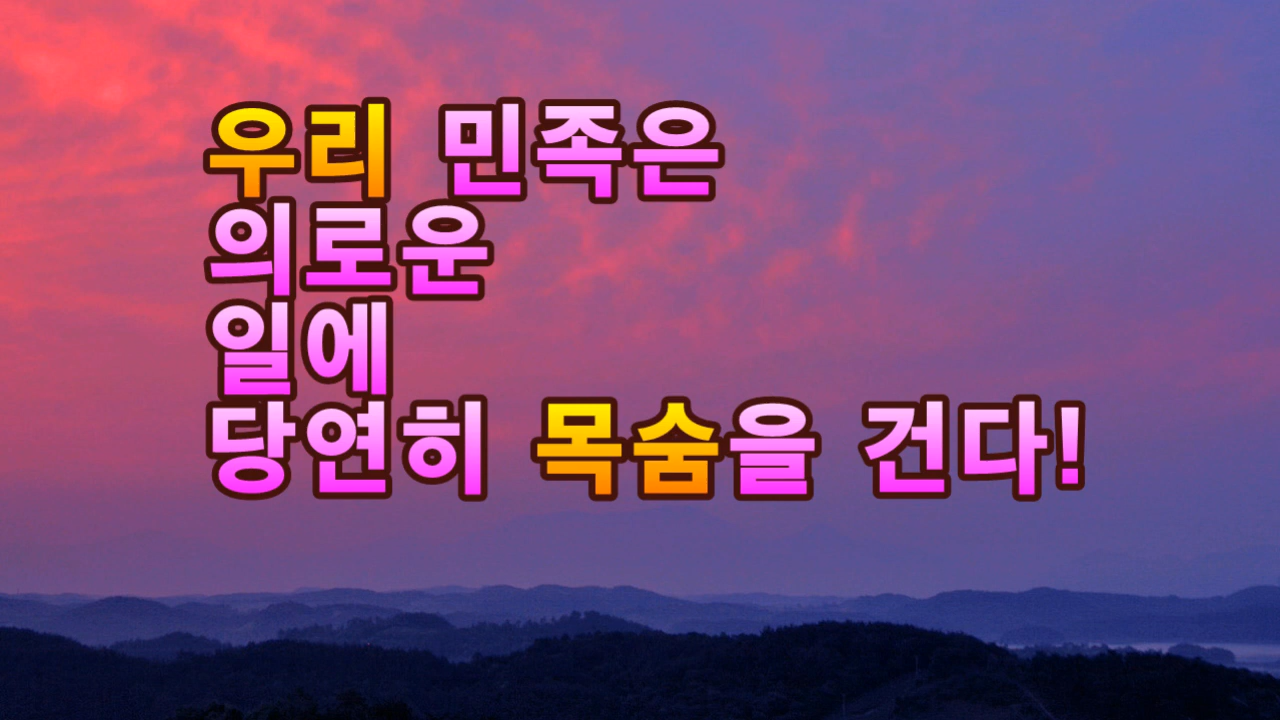 우리 민족은
의로운
일에
당연히 목숨을 건다!